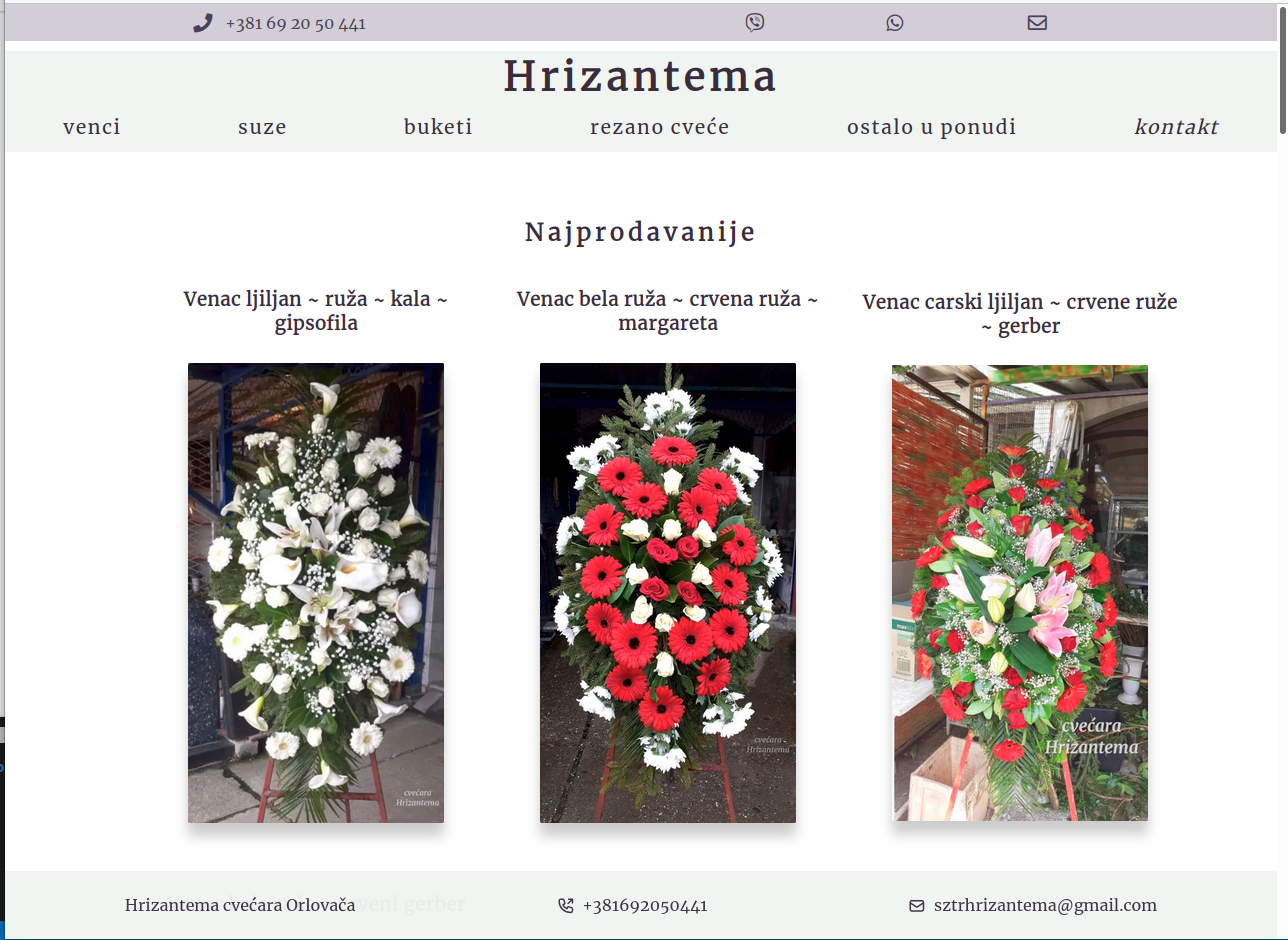 +381 69 20 50 441
Hrizantema
venci suze buketi rezano cveće ostalo u ponudi kontakt
Najprodavanije
Venac ljiljan ~ ruža ~ kala ~
gipsofila
Venac bela ruža ~ crvena ruža ~
margareta
Venac carski ljiljan ~ crvene ruže
~ gerber
cvećara
Hrizantema
cvećara
Hrizantema
cvećara
Hrizantema
Hrizantema cvećara Orlovača gerber
+381692050441
sztrhrizantema@gmail.com